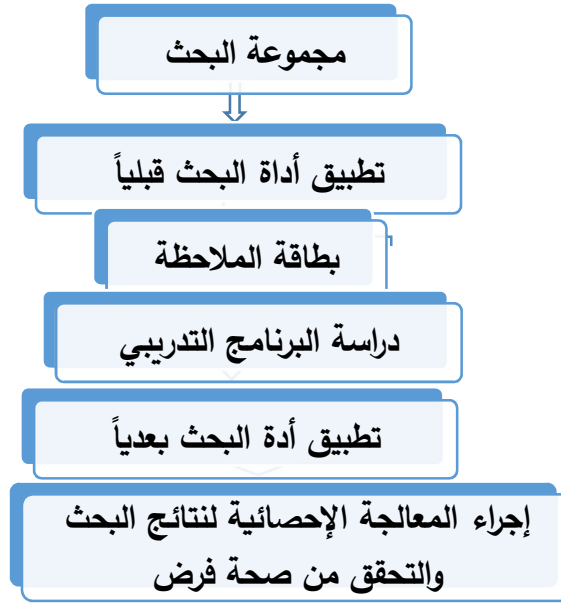 مجموعة البحث
تطبيق أداة البحث قبلياً
بطاقة الملاحظة
دراسة البرنامج التدريبي
تطبيق أدة البحث بعدياً
إجراء المعالجة الإحصائية لنتائج البحث
والتحقق من صحة فرض